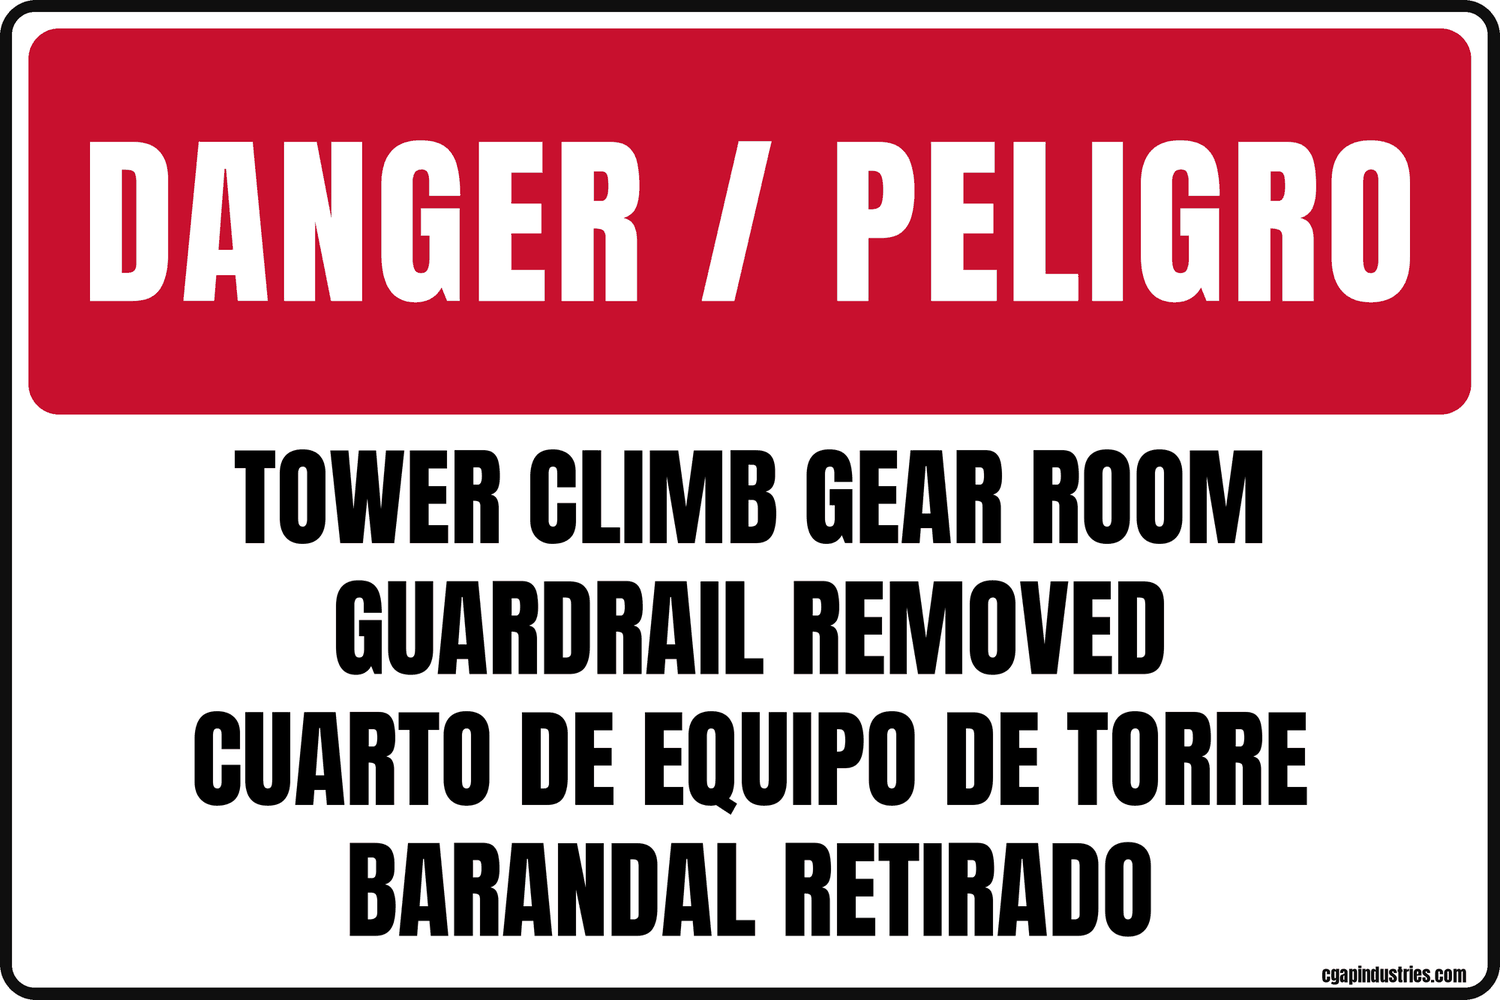 DANGER / PELIGRO
TOWER CLIMB GEAR ROOM
GUARDRAIL REMOVED
CUARTO DE EQUIPO DE TORRE
BARANDAL RETIRADO
cgapindustries.com